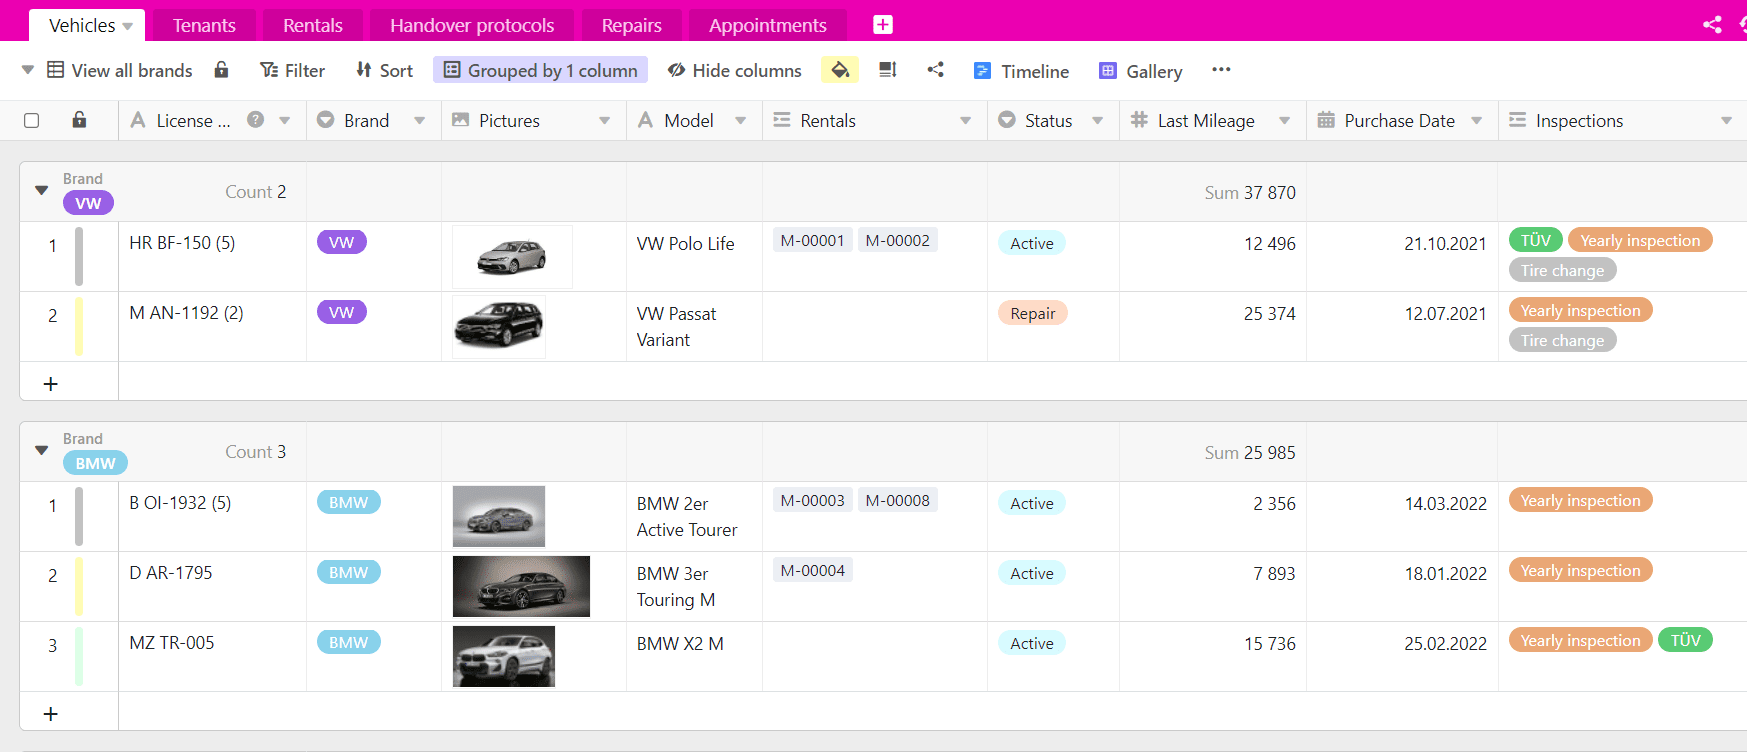 Vehicles Tenants Rentals Handover protocols Repairs Appointments
View all brands Filter Sort Grouped by 1 column Hide columns Timeline Gallery
License ... Brand Pictures Model Rentals Status Last Mileage Purchase Date Inspections
Brand
VW Count 2 Sum 37 870
1 HR BF-150 (5) VW VW Polo Life M-00001 M-00002 Active 12 496 21.10.2021 TÜV Yearly inspection
Tire change
2 M AN-1192 (2) VW VW Passat Repair 25 374 12.07.2021 Yearly inspection
Variant Tire change
Brand
BMW Count 3 Sum 25 985
1 B OI-1932 (5) BMW BMW 2er M-00003 M-00008 Active 2 356 14.03.2022 Yearly inspection
Active Tourer
2 D AR-1795 BMW BMW 3er M-00004 Active 7 893 18.01.2022 Yearly inspection
Touring M
3 MZ TR-005 BMW BMW X2 M Active 15 736 25.02.2022 Yearly inspection TÜV